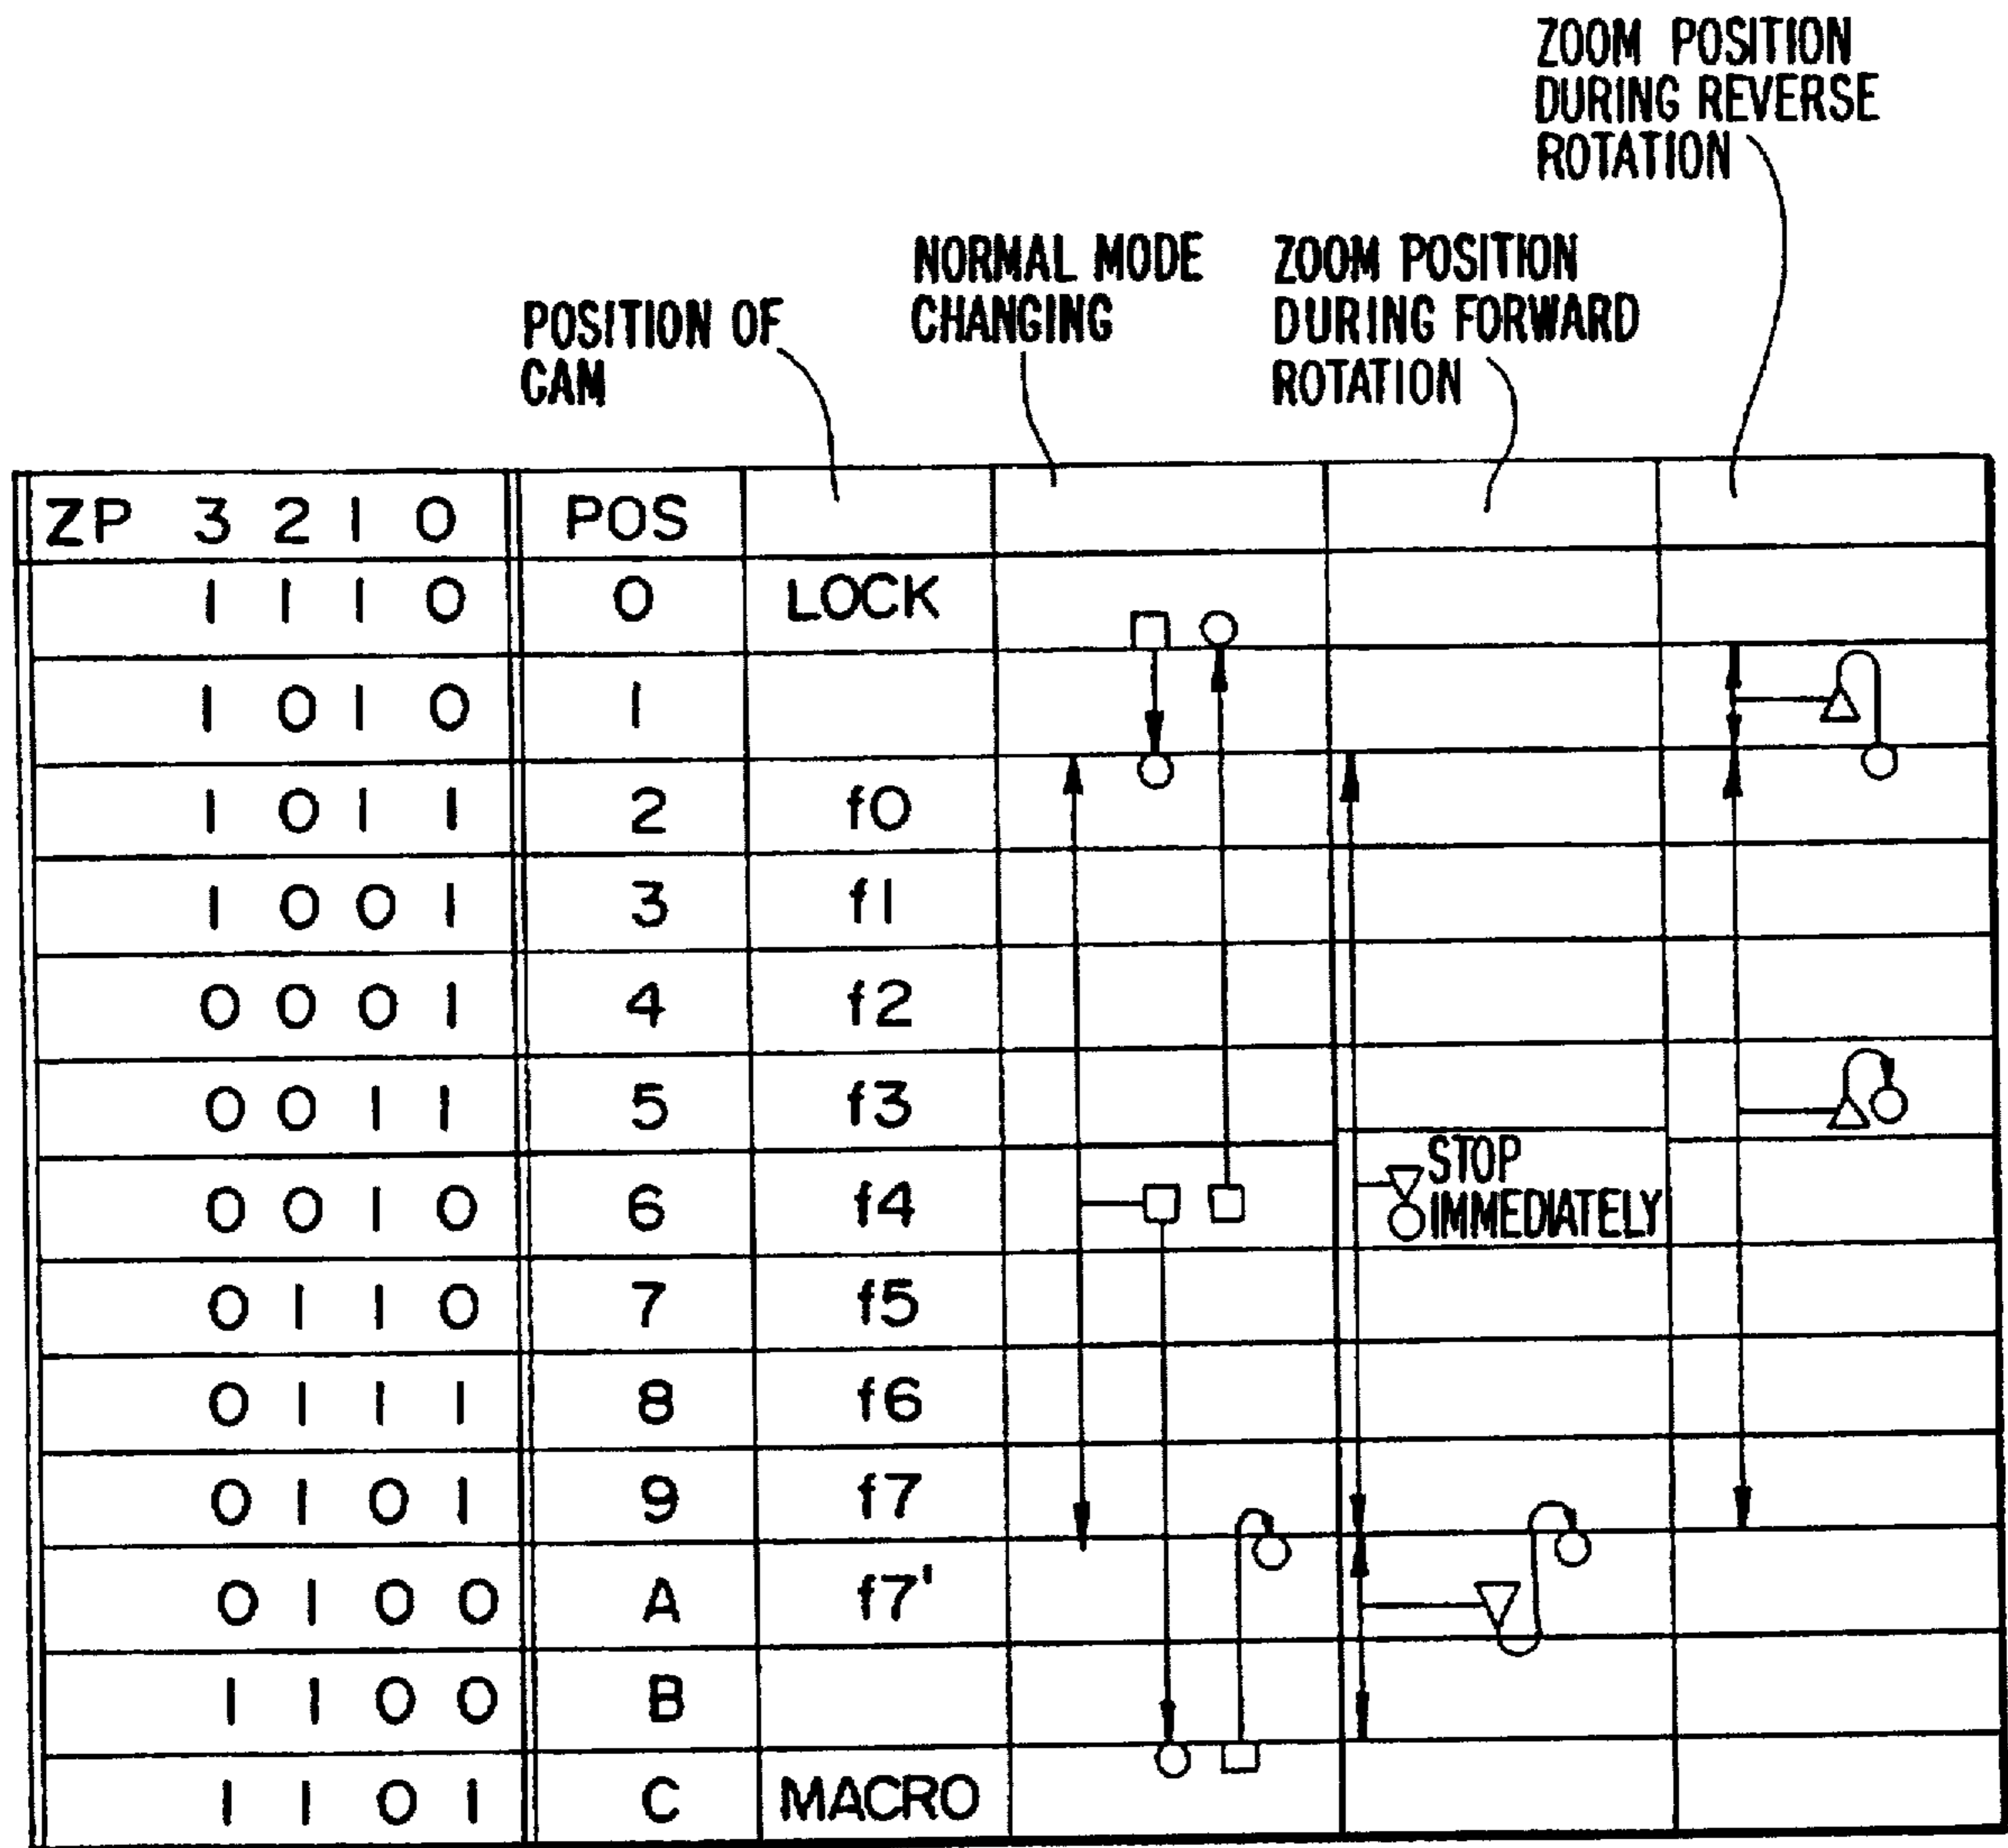 ZOOM POSITION
DURING REVERSE
ROTATION
NORMAL MODE
CHANGING
ZOOM POSITION
DURING FORWARD
ROTATION
POSITION OF
CAM
ZP 3 2 1 0 POS
1 1 1 0 0 LOCK
1 0 1 0 1
1 0 1 1 2 f0
1 0 0 1 3 f1
0 0 0 1 4 f2
0 0 1 1 5 f3
0 0 1 0 6 f4 STOP
IMMEDIATELY
0 1 1 0 7 f5
0 1 1 1 8 f6
0 1 0 1 9 f7
0 1 0 0 A f7'
1 1 0 0 B
1 1 0 1 C MACRO